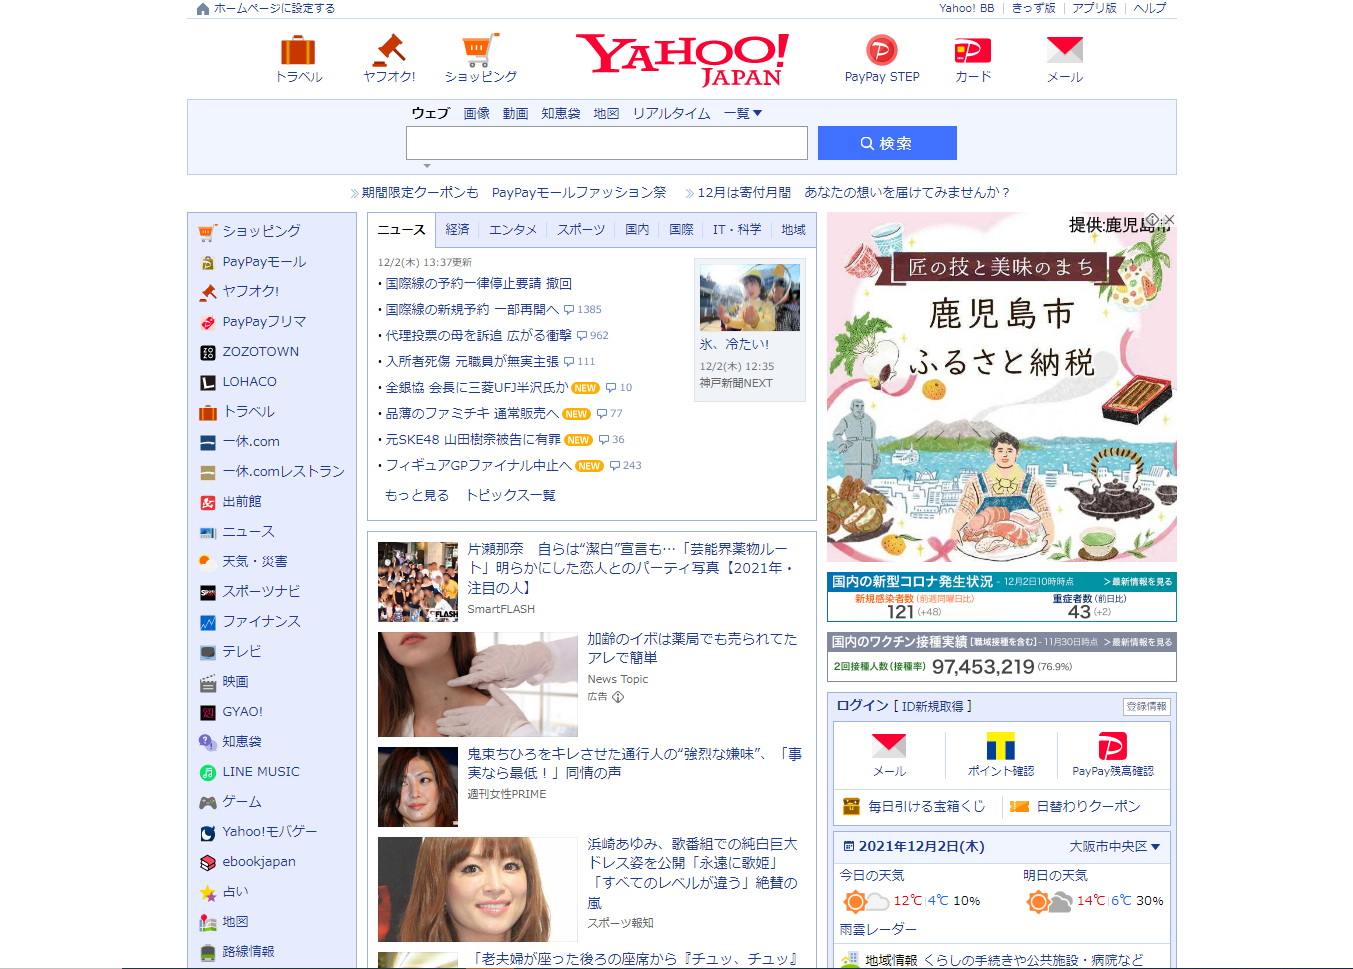 ホームページに設定する
Yahoo! BB きっず版 アプリ版 ヘルプ
トラベル ヤフオク! ショッピング
YAHOO! JAPAN
PayPay STEP カード メール
ウェブ 画像 動画 知恵袋 地図 リアルタイム 一覧▼
検索
期間限定クーポンも PayPayモールファッション祭
12月は寄付月間 あなたの想いを届けてみませんか?
ショッピング
PayPayモール
ヤフオク!
PayPayフリマ
ZOZOTOWN
LOHACO
トラベル
一休.com
一休.comレストラン
出前館
ニュース
天気・災害
スポーツナビ
ファイナンス
テレビ
映画
GYAO!
知恵袋
LINE MUSIC
ゲーム
Yahoo!モバゲー
ebookjapan
占い
地図
路線情報
ニュース 経済 エンタメ スポーツ 国内 国際 IT・科学 地域
12/2(木) 13:37更新
・国際線の予約一律停止要請 撤回
・国際線の新規予約 一部再開へ 1385
・代理投票の母を訴追 広がる衝撃 962
・入所者死傷 元職員が無実主張 111
・全銀協 会長に三菱UFJ半沢氏か NEW 10
・品薄のファミチキ 通常販売へ NEW 77
・元SKE48 山田樹奈被告に有罪 NEW 36
・フィギュアGPファイナル中止へ NEW 243
もっと見る トピックス一覧
氷、冷たい!
12/2(木) 12:35
神戸新聞NEXT
片瀬那奈 自らは“潔白”宣言も…「芸能界薬物ルー
ト」明らかにした恋人とのパーティ写真【2021年・
注目の人】
SmartFLASH
FLASH
加齢のイボは薬局でも売られてた
アレで簡単
News Topic
広告
鬼束ちひろをキレさせた通行人の“強烈な嫌味”、「事
実なら最低!」同情の声
週刊女性PRIME
浜崎あゆみ、歌番組での純白巨大
ドレス姿を公開「永遠に歌姫」
「すべてのレベルが違う」絶賛の
嵐
スポーツ報知
「老夫婦が座った後ろの座席から『チュッ、チュッ』
提供:鹿児島市
匠の技と美味のまち
鹿児島市
ふるさと納税
国内の新型コロナ発生状況 - 12月2日10時時点 >最新情報を見る
新規感染者数(前週同曜日比) 重症者数(前日比)
121(+48) 43(+2)
国内のワクチン接種実績 [職域接種を含む] - 11月30日時点 >最新情報を見る
2回接種人数(接種率) 97,453,219(76.9%)
ログイン [ ID新規取得 ] 登録情報
メール ポイント確認 PayPay残高確認
毎日引ける宝箱くじ 日替わりクーポン
2021年12月2日(木) 大阪市中央区▼
今日の天気 明日の天気
12℃ 4℃ 10% 14℃ 6℃ 30%
雨雲レーダー
地域情報 くらしの手続きや公共施設・病院など